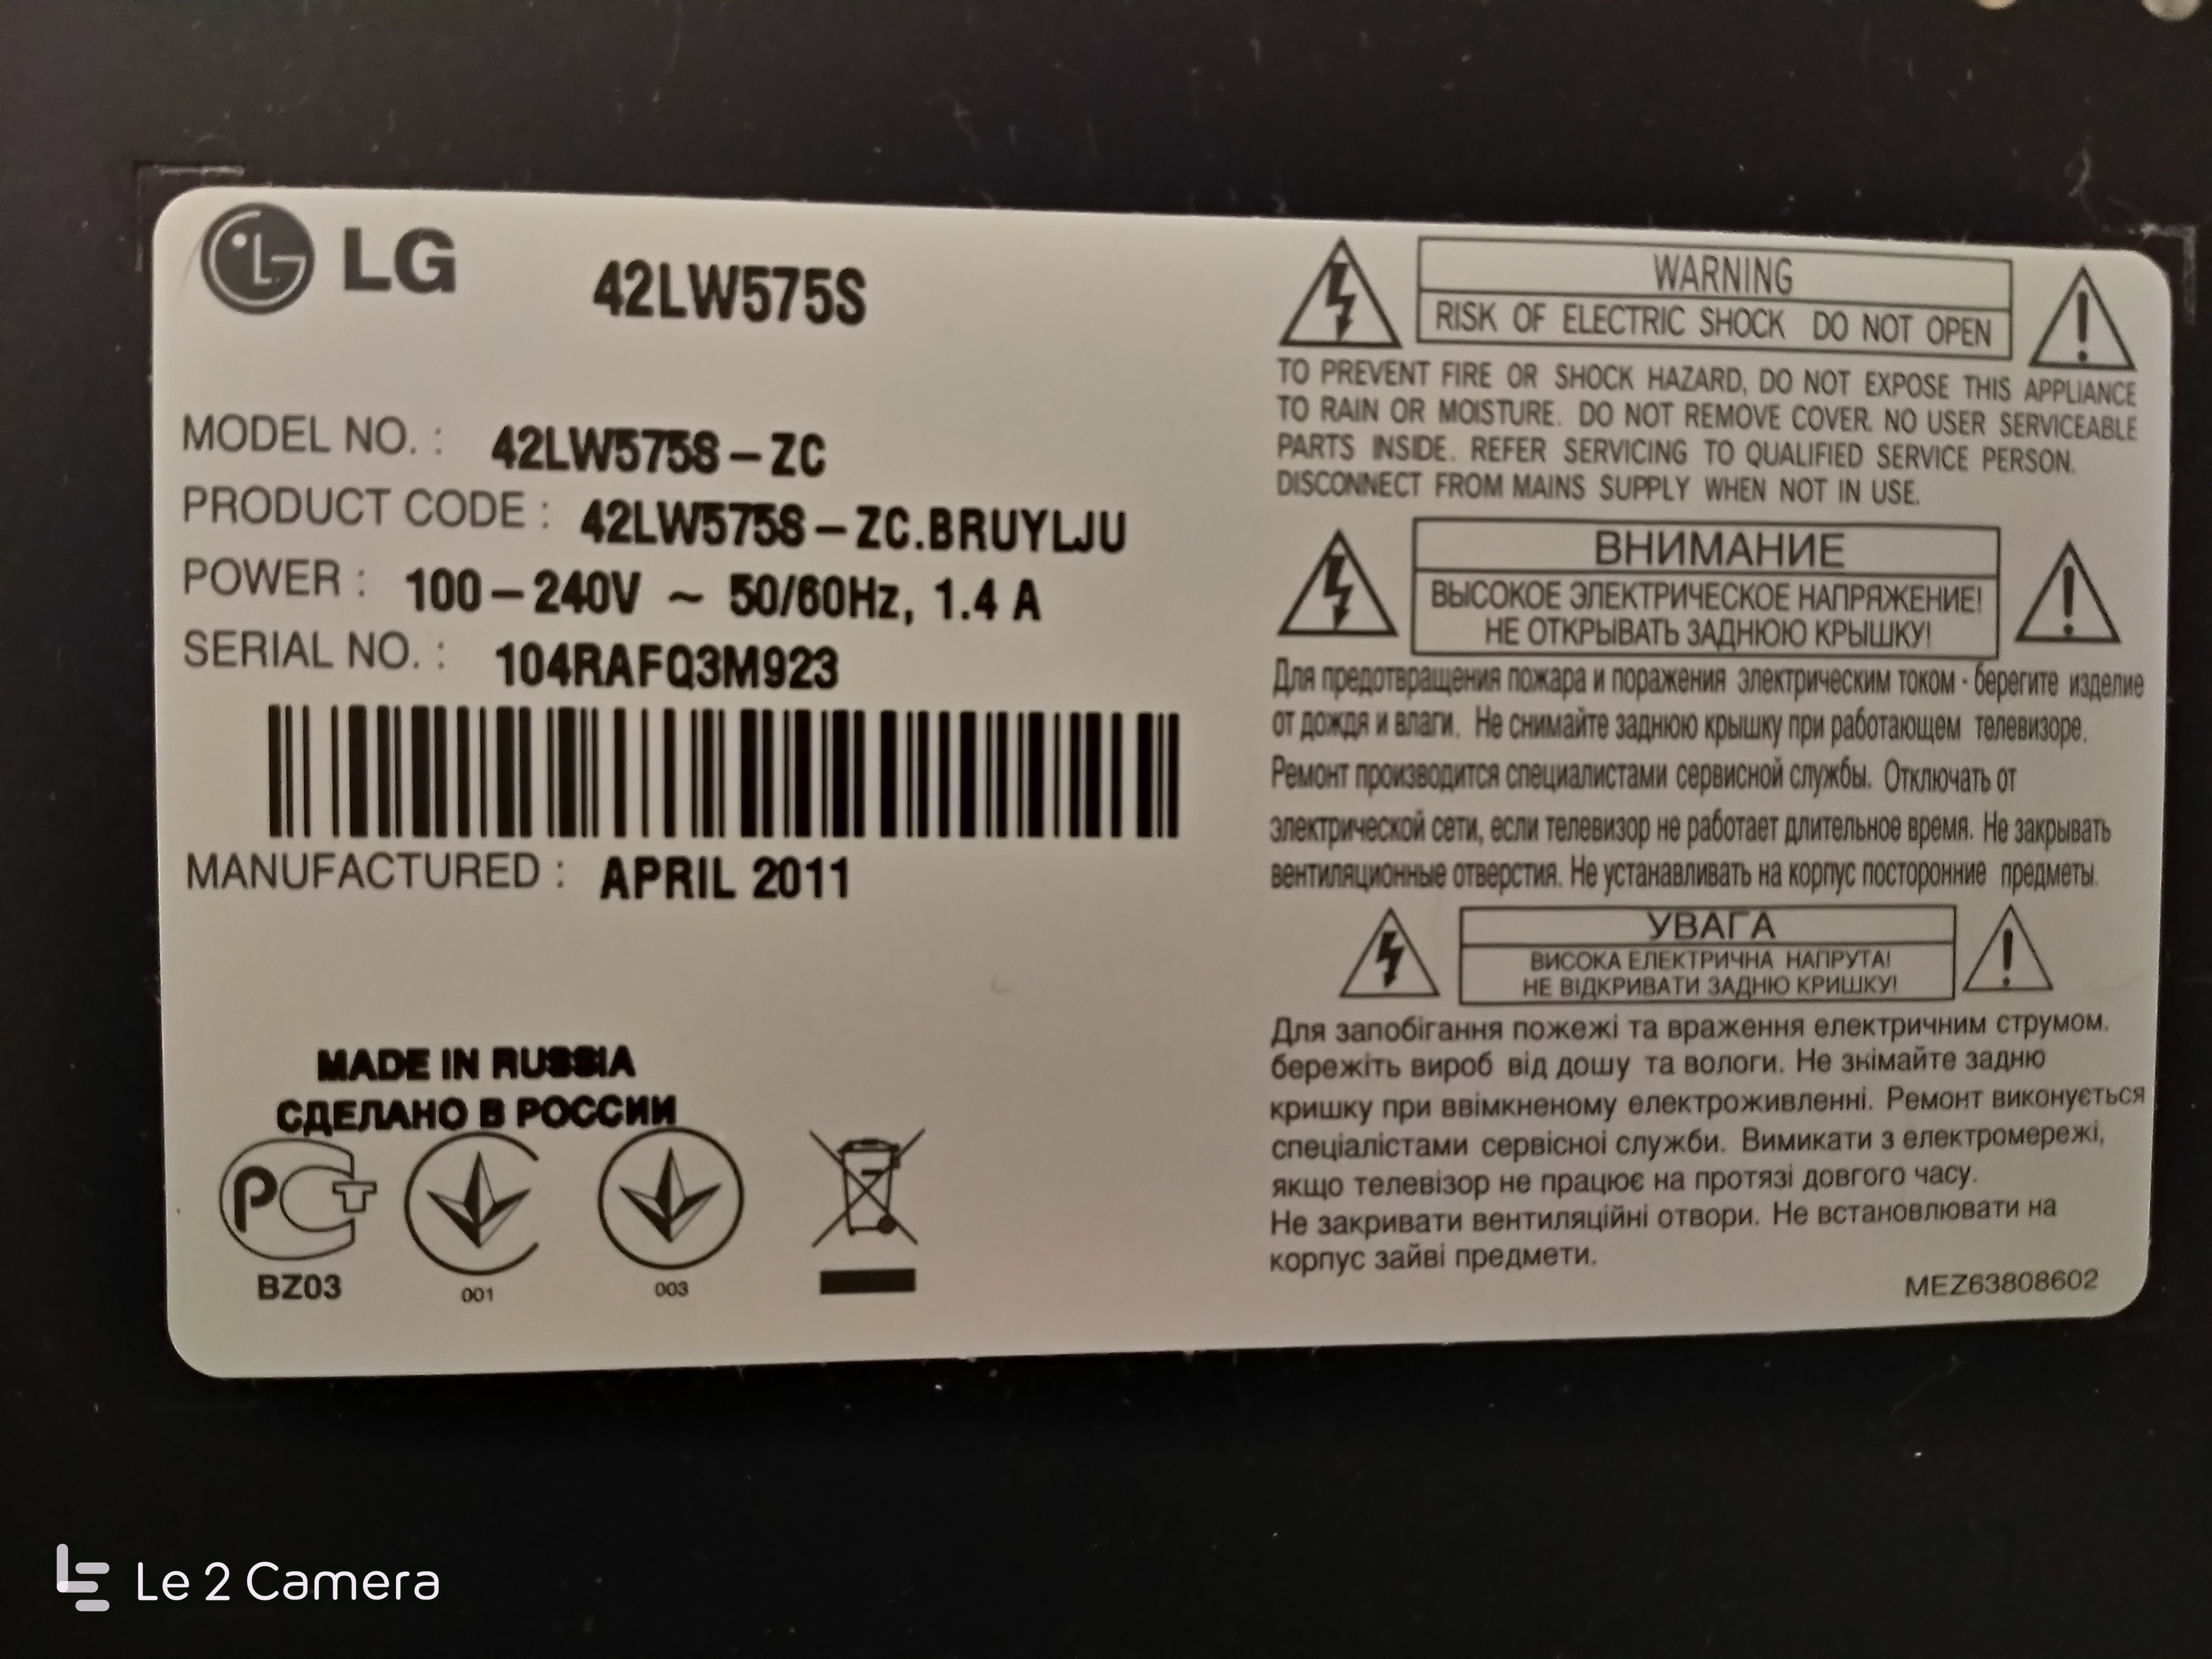 LG 42LW575S
MODEL NO. : 42LW575S-ZC
PRODUCT CODE : 42LW575S-ZC.BRUYLJU
POWER : 100-240V ~ 50/60Hz, 1.4 A
SERIAL NO. : 104RAFQ3M923
MANUFACTURED : APRIL 2011
MADE IN RUSSIA
СДЕЛАНО В РОССИИ
РСТ
BZ03
001
003
WARNING
RISK OF ELECTRIC SHOCK DO NOT OPEN
TO PREVENT FIRE OR SHOCK HAZARD, DO NOT EXPOSE THIS APPLIANCE
TO RAIN OR MOISTURE. DO NOT REMOVE COVER. NO USER SERVICEABLE
PARTS INSIDE. REFER SERVICING TO QUALIFIED SERVICE PERSON.
DISCONNECT FROM MAINS SUPPLY WHEN NOT IN USE.
ВНИМАНИЕ
ВЫСОКОЕ ЭЛЕКТРИЧЕСКОЕ НАПРЯЖЕНИЕ!
НЕ ОТКРЫВАТЬ ЗАДНЮЮ КРЫШКУ!
Для предотвращения пожара и поражения электрическим током - берегите изделие
от дождя и влаги. Не снимайте заднюю крышку при работающем телевизоре.
Ремонт производится специалистами сервисной службы. Отключать от
электрической сети, если телевизор не работает длительное время. Не закрывать
вентиляционные отверстия. Не устанавливать на корпус посторонние предметы.
УВАГА
ВИСОКА ЕЛЕКТРИЧНА НАПРУГА!
НЕ ВІДКРИВАТИ ЗАДНЮ КРИШКУ!
Для запобігання пожежі та враження електричним струмом.
бережіть вироб від дошу та вологи. Не знімайте задню
кришку при ввімкненому електроживленні. Ремонт виконується
спеціалістами сервісної служби. Вимикати з електромережі,
якщо телевізор не працює на протязі довгого часу.
Не закривати вентиляційні отвори. Не встановлювати на
корпус зайві предмети.
MEZ63808602
Le 2 Camera